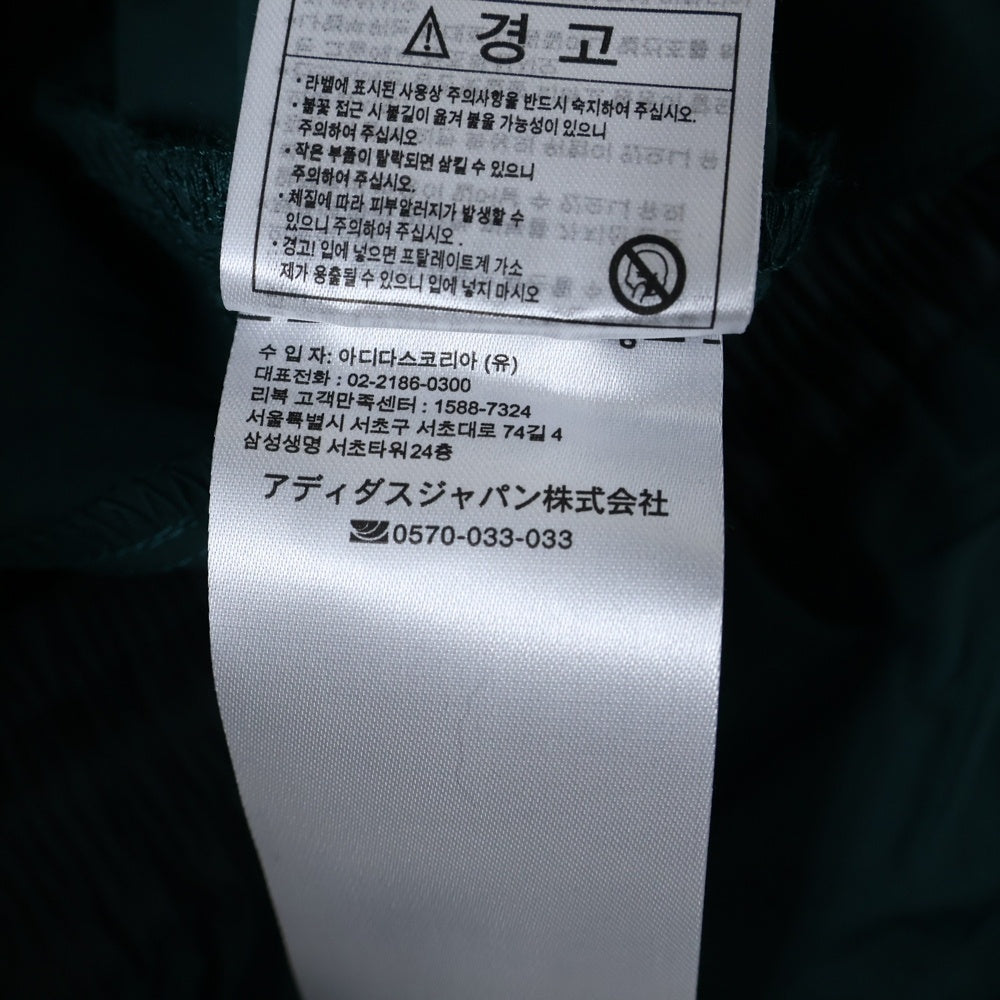 경 고
· 라벨에 표시된 사용상 주의사항을 반드시 숙지하여 주십시오.
· 불꽃 접근 시 불길이 옮겨 붙을 가능성이 있으니
주의하여 주십시오.
· 작은 부품이 탈락되면 삼킬 수 있으니
주의하여 주십시오.
· 체질에 따라 피부알러지가 발생할 수
있으니 주의하여 주십시오 .
· 경고! 입에 넣으면 프탈레이트계 가소
제가 용출될 수 있으니 입에 넣지 마시오
수 입 자: 아디다스코리아 (유)
대표전화 : 02-2186-0300
리복 고객만족센터 : 1588-7324
서울특별시 서초구 서초대로 74길 4
삼성생명 서초타워24층
アディダスジャパン株式会社
0570-033-033